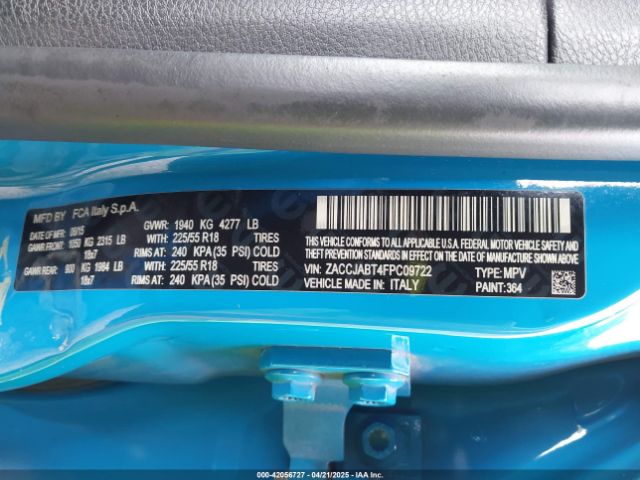 MFD BY FCA Italy S.p.A.
DATE OF MFR: 06/15 GVWR: 1940 KG 4277 LB
GAWR FRONT: 1050 KG 2315 LB WITH: 225/55 R18 TIRES
18x7 RIMS AT: 240 KPA (35 PSI) COLD
GAWR REAR: 900 KG 1984 LB WITH: 225/55 R18 TIRES
18x7 RIMS AT: 240 KPA (35 PSI) COLD
THIS VEHICLE CONFORMS TO ALL APPLICABLE FEDERAL MOTOR VEHICLE SAFETY, BUMPER, AND
THEFT PREVENTION STANDARDS IN EFFECT ON THE DATE OF MANUFACTURE SHOWN ABOVE
VIN: ZACCJABT4FPC09722 TYPE: MPV
VEHICLE MADE IN: ITALY PAINT: 364
000-42056727 - 04/21/2025 - IAAI.COM